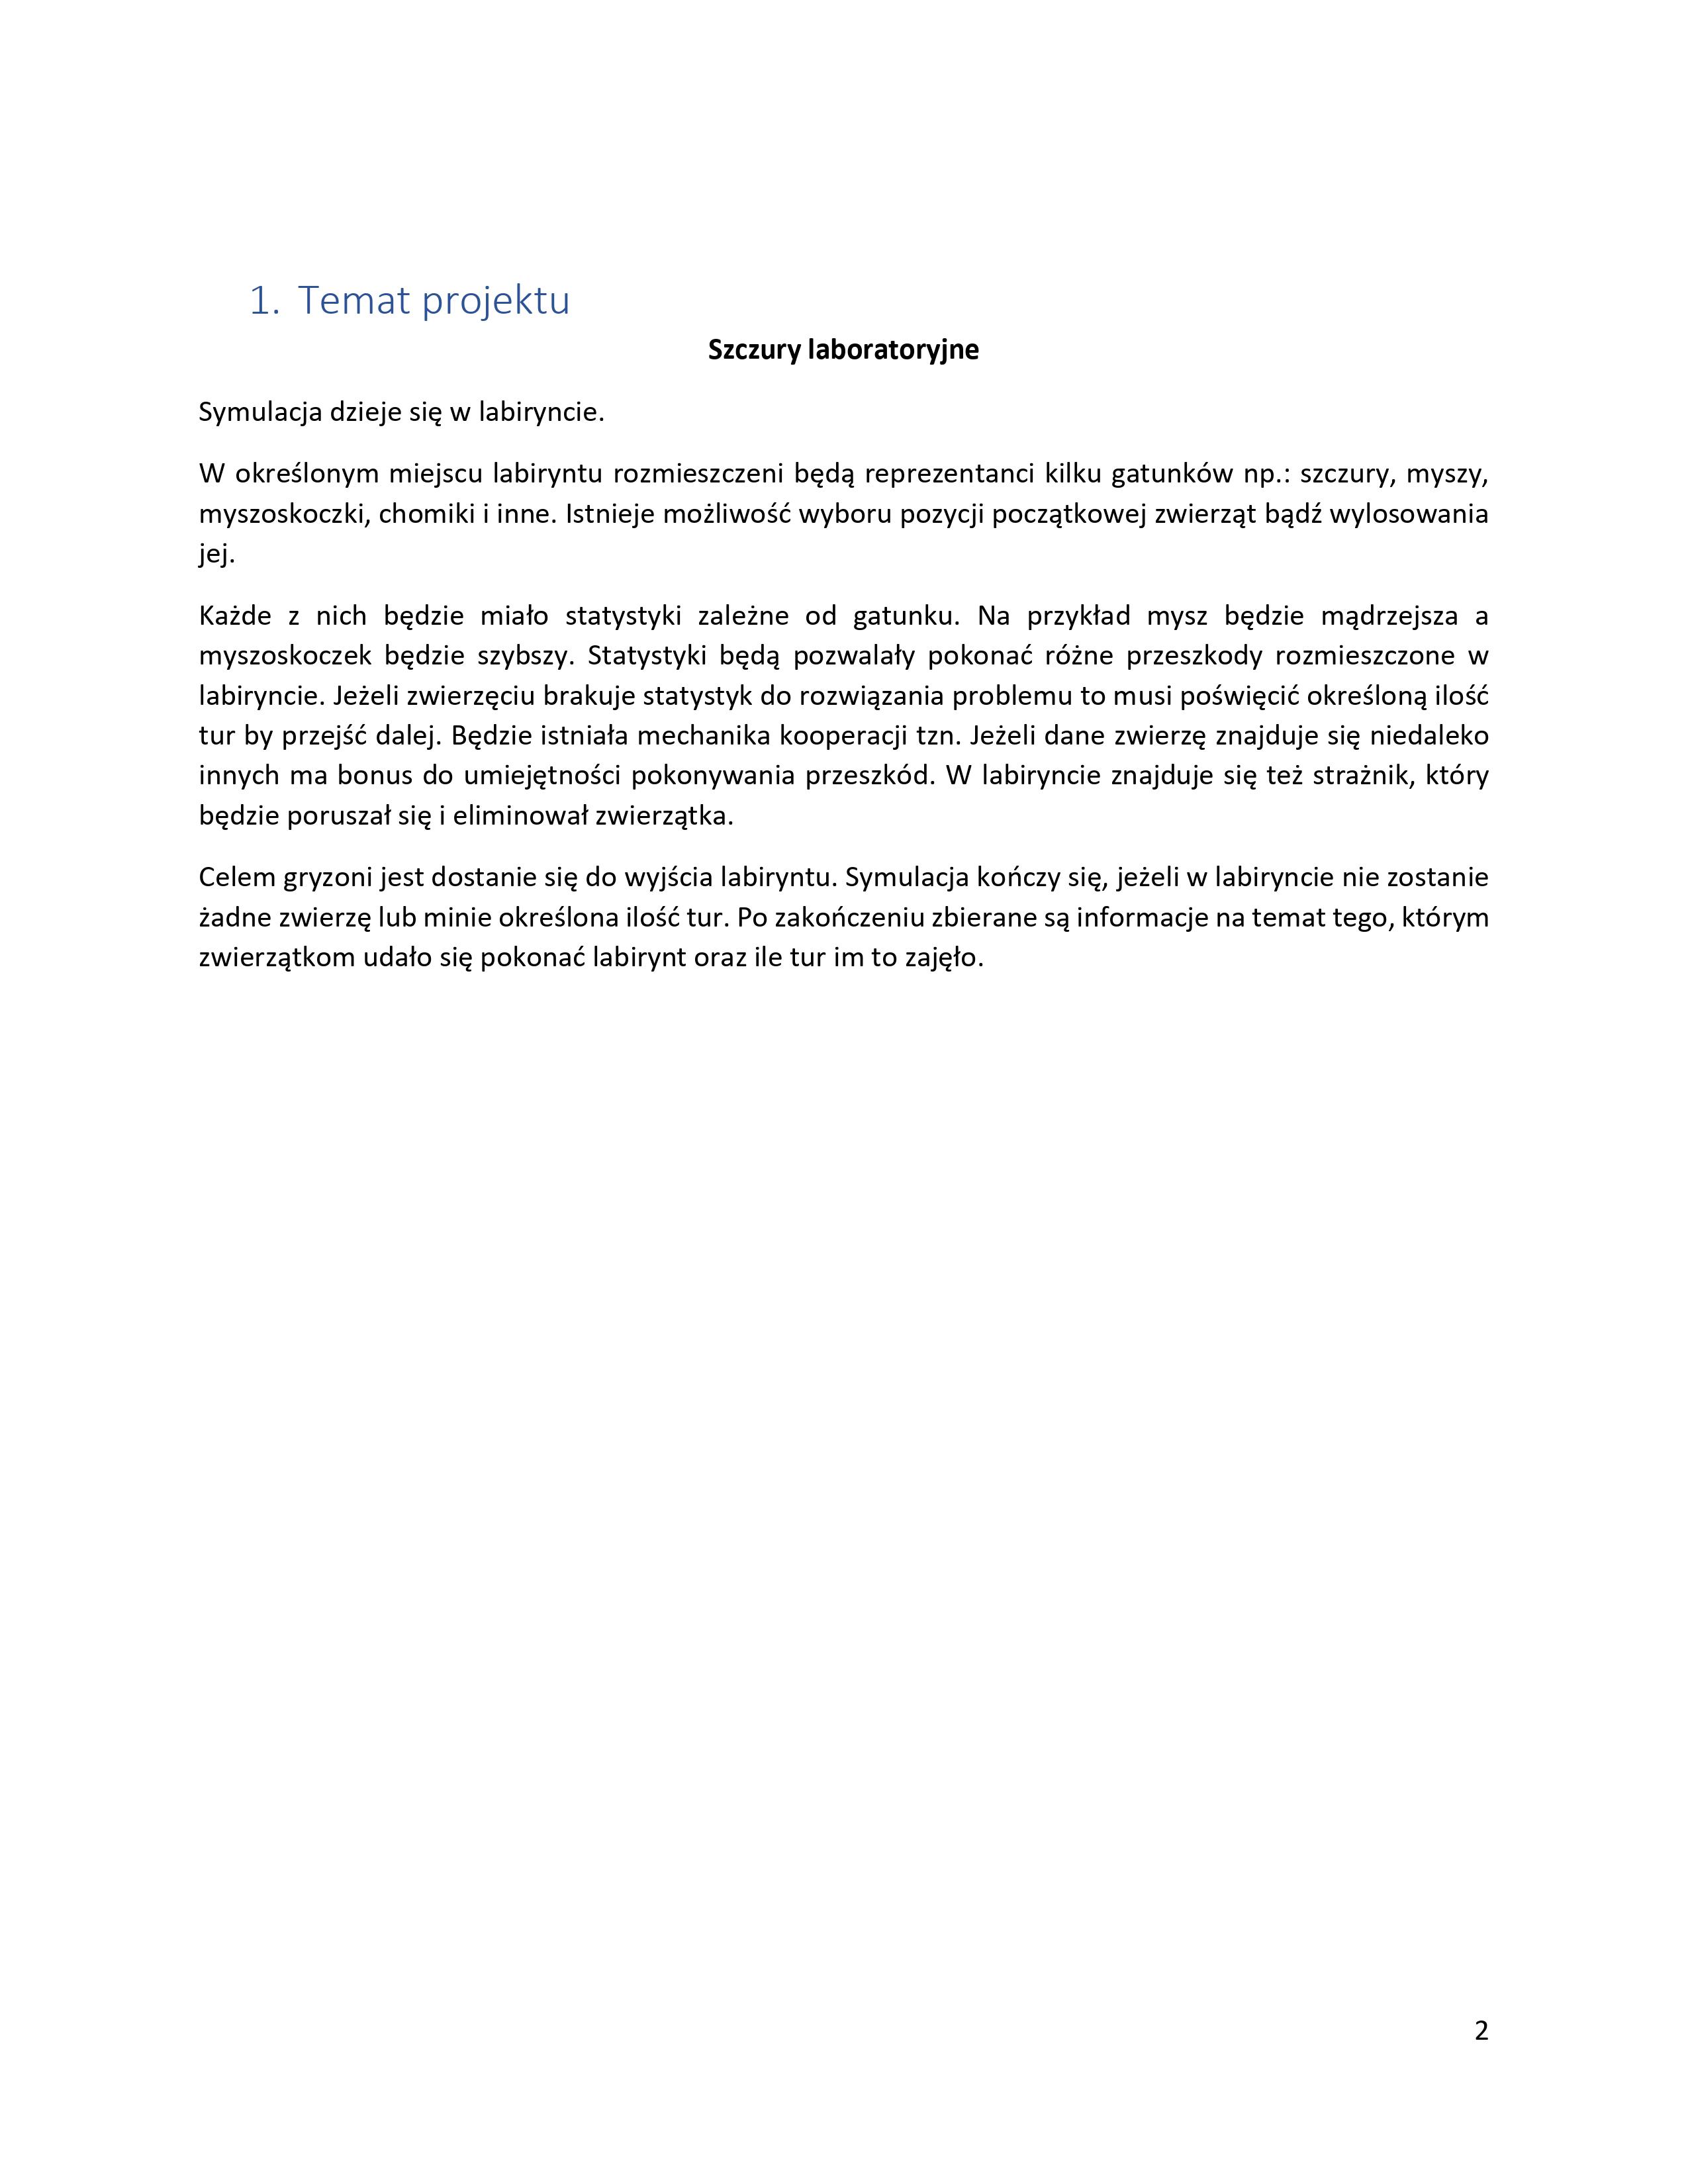 1. Temat projektu
Szczury laboratoryjne
Symulacja dzieje się w labiryncie.
W określonym miejscu labiryntu rozmieszczeni będą reprezentanci kilku gatunków np.: szczury, myszy,
myszoskoczki, chomiki i inne. Istnieje możliwość wyboru pozycji początkowej zwierząt bądź wylosowania
jej.
Każde z nich będzie miało statystyki zależne od gatunku. Na przykład mysz będzie mądrzejsza a
myszoskoczek będzie szybszy. Statystyki będą pozwalały pokonać różne przeszkody rozmieszczone w
labiryncie. Jeżeli zwierzęciu brakuje statystyk do rozwiązania problemu to musi poświęcić określoną ilość
tur by przejść dalej. Będzie istniała mechanika kooperacji tzn. Jeżeli dane zwierzę znajduje się niedaleko
innych ma bonus do umiejętności pokonywania przeszkód. W labiryncie znajduje się też strażnik, który
będzie poruszał się i eliminował zwierzątka.
Celem gryzoni jest dostanie się do wyjścia labiryntu. Symulacja kończy się, jeżeli w labiryncie nie zostanie
żadne zwierzę lub minie określona ilość tur. Po zakończeniu zbierane są informacje na temat tego, którym
zwierzątkom udało się pokonać labirynt oraz ile tur im to zajęło.
2